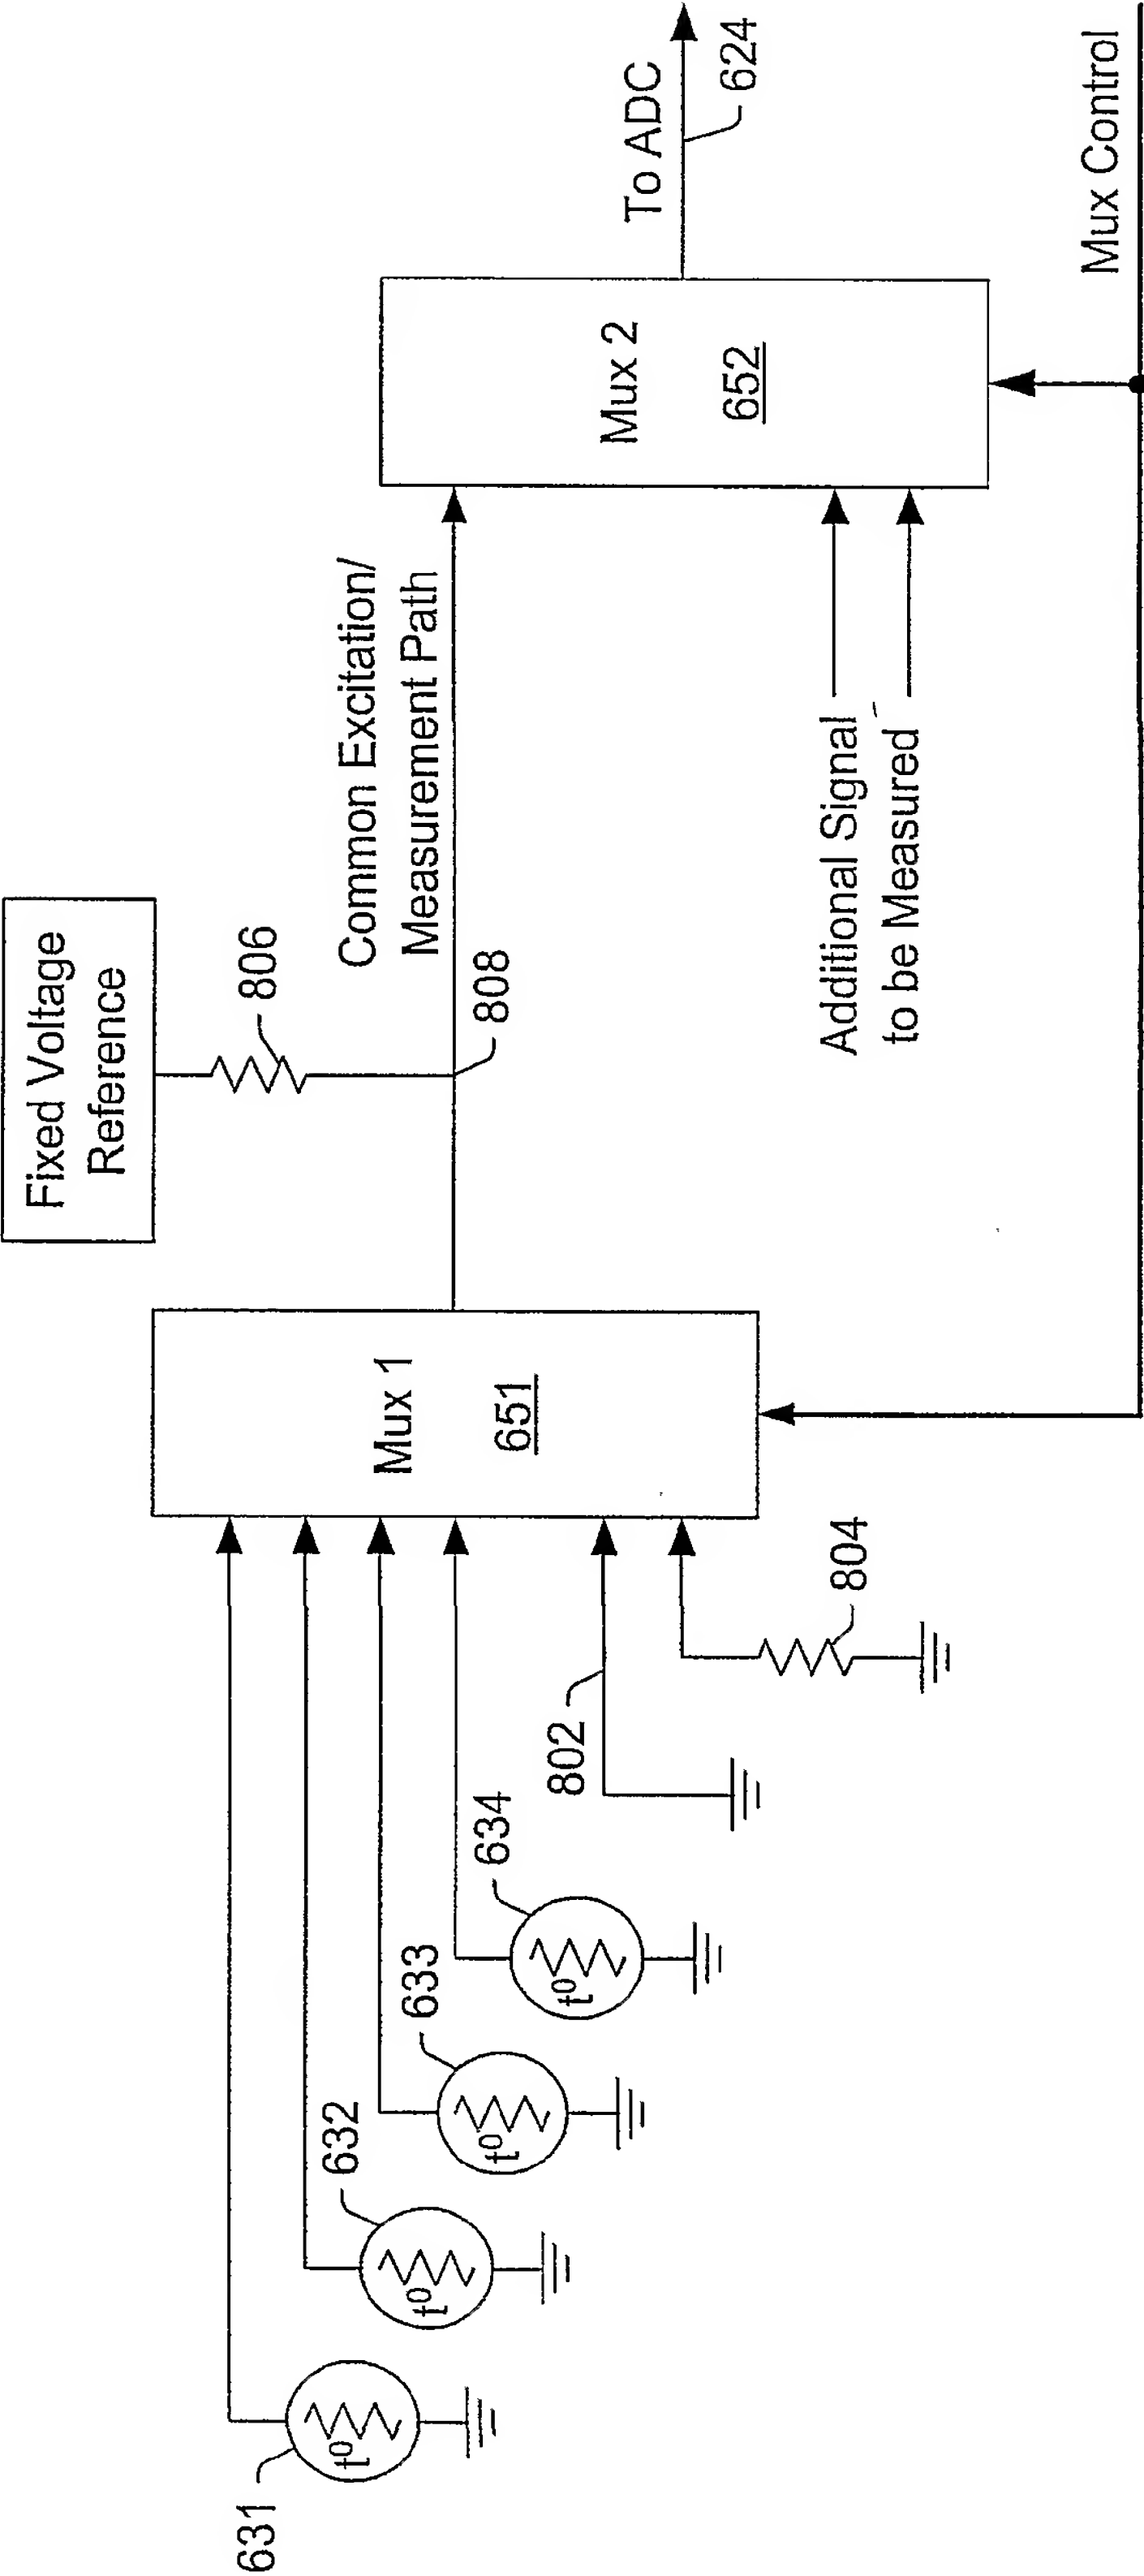 Fixed Voltage
Reference
806
Common Excitation/
Measurement Path
808
To ADC
624
Mux 1
651
Mux 2
652
631
632
633
634
t⁰
t⁰
t⁰
t⁰
802
804
Additional Signal
to be Measured
Mux Control